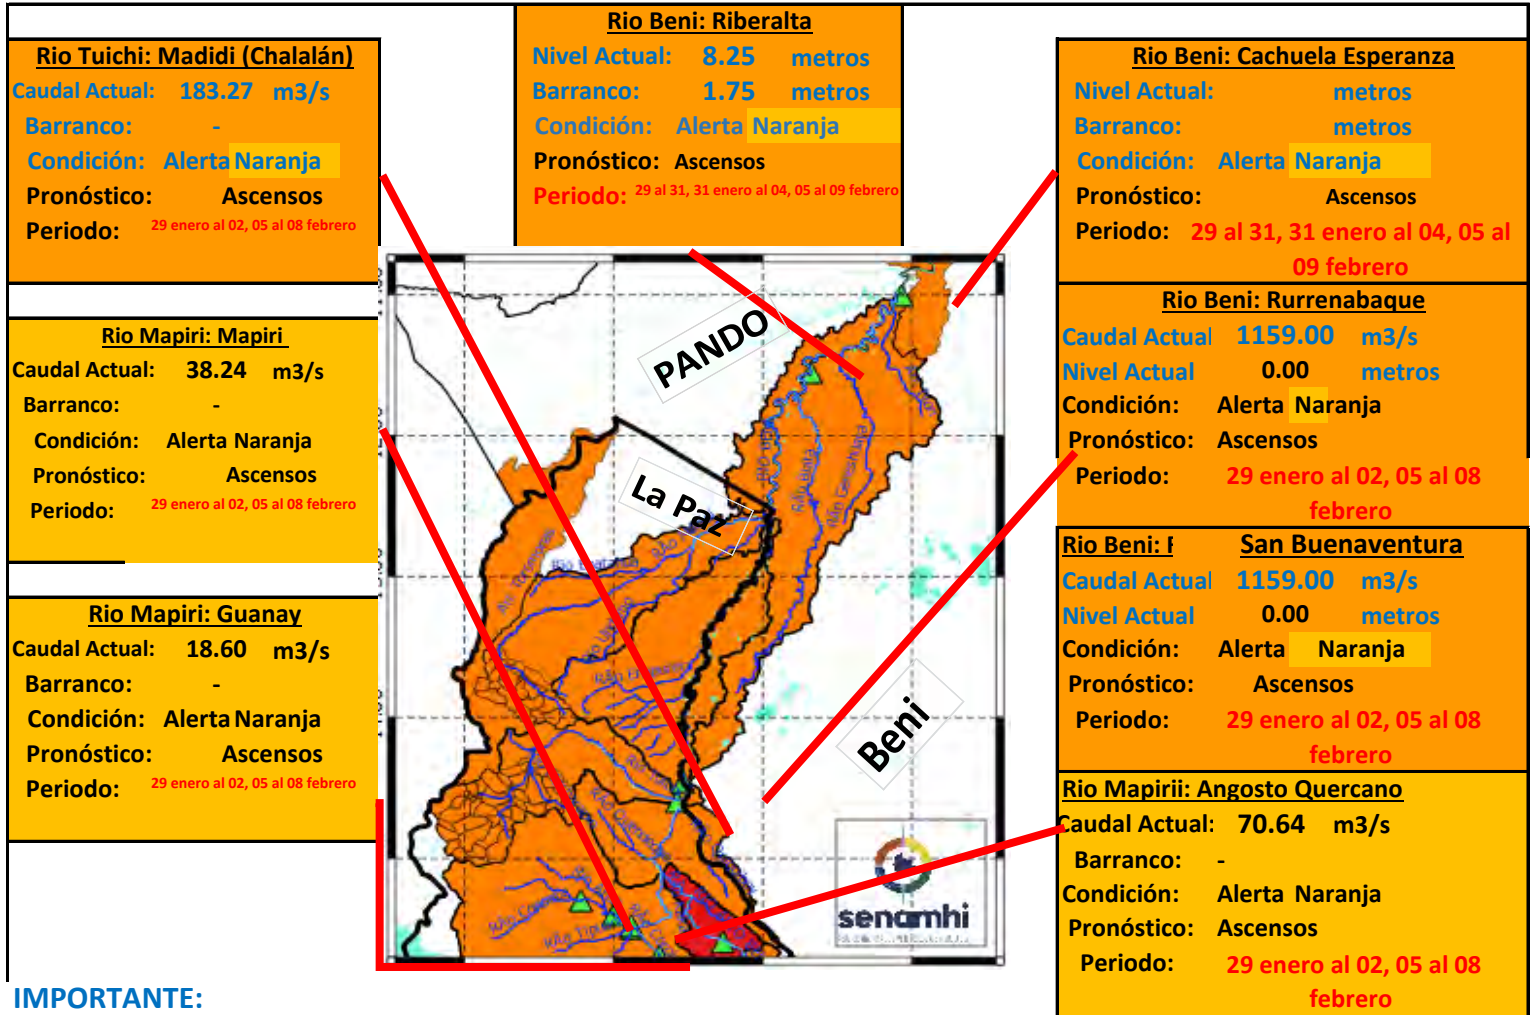 Rio Tuichi: Madidi (Chalalán)
Caudal Actual: 183.27 m3/s
Barranco: -
Condición: Alerta Naranja
Pronóstico: Ascensos
Periodo: 29 enero al 02, 05 al 08 febrero
Rio Mapiri: Mapiri
Caudal Actual: 38.24 m3/s
Barranco: -
Condición: Alerta Naranja
Pronóstico: Ascensos
Periodo: 29 enero al 02, 05 al 08 febrero
Rio Mapiri: Guanay
Caudal Actual: 18.60 m3/s
Barranco: -
Condición: Alerta Naranja
Pronóstico: Ascensos
Periodo: 29 enero al 02, 05 al 08 febrero
Rio Beni: Riberalta
Nivel Actual: 8.25 metros
Barranco: 1.75 metros
Condición: Alerta Naranja
Pronóstico: Ascensos
Periodo: 29 al 31, 31 enero al 04, 05 al 09 febrero
PANDO
La Paz
Beni
senamhi
Rio Beni: Cachuela Esperanza
Nivel Actual: metros
Barranco: metros
Condición: Alerta Naranja
Pronóstico: Ascensos
Periodo: 29 al 31, 31 enero al 04, 05 al
09 febrero
Rio Beni: Rurrenabaque
Caudal Actual 1159.00 m3/s
Nivel Actual 0.00 metros
Condición: Alerta Naranja
Pronóstico: Ascensos
Periodo: 29 enero al 02, 05 al 08
febrero
Rio Beni: San Buenaventura
Caudal Actual 1159.00 m3/s
Nivel Actual 0.00 metros
Condición: Alerta Naranja
Pronóstico: Ascensos
Periodo: 29 enero al 02, 05 al 08
febrero
Rio Mapirii: Angosto Quercano
Caudal Actual: 70.64 m3/s
Barranco: -
Condición: Alerta Naranja
Pronóstico: Ascensos
Periodo: 29 enero al 02, 05 al 08
febrero
IMPORTANTE: